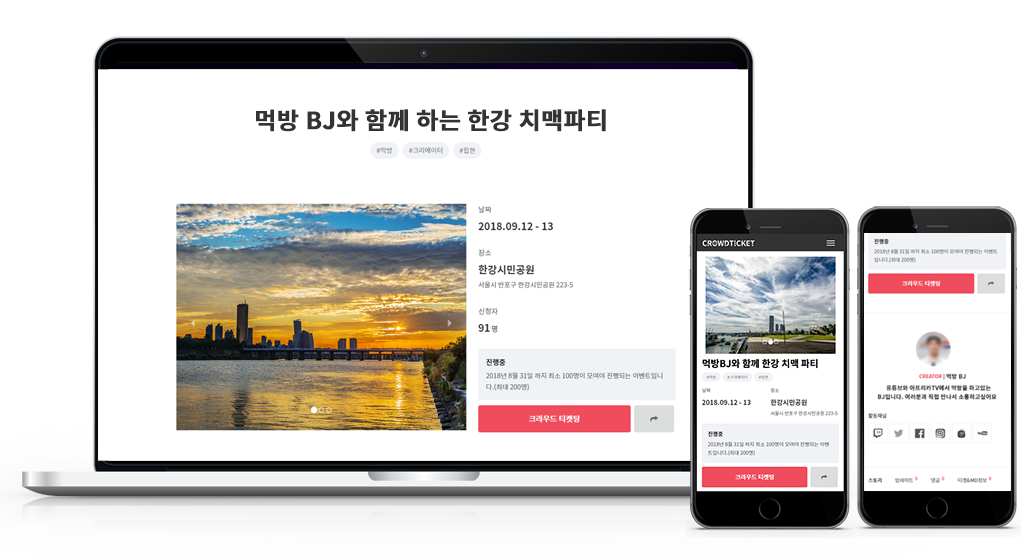 먹방 BJ와 함께 하는 한강 치맥파티
#먹방 #크리에이터 #힙한
날짜
2018.09.12 - 13
장소
한강시민공원
서울시 반포구 한강시민공원 223-5
신청자
91 명
진행중
2018년 8월 31일 까지 최소 100명이 모여야 진행되는 이벤트입니
다.(최대 200명)
크라우드 티켓팅
CROWDTICKET
먹방BJ와 함께 한강 치맥 파티
#먹방 #크리에이터 #힙한
날짜
2018.09.12 - 13
장소
한강시민공원
서울시 반포구 한강시민공원 223-5
진행중
2018년 8월 31일 까지 최소 100명이 모여야 진행되는 이벤
트입니다.(최대 200명)
크라우드 티켓팅
진행중
2018년 8월 31일 까지 최소 100명이 모여야 진행되는 이벤트
입니다.(최대 200명)
크라우드 티켓팅
CREATOR | 먹방 BJ
유튜브와 아프리카TV에서 먹방을 하고있는
BJ입니다. 여러분과 직접 만나서 소통하고싶어요
활동채널
스토리 업데이트 0 댓글 0 티켓&MD정보 0